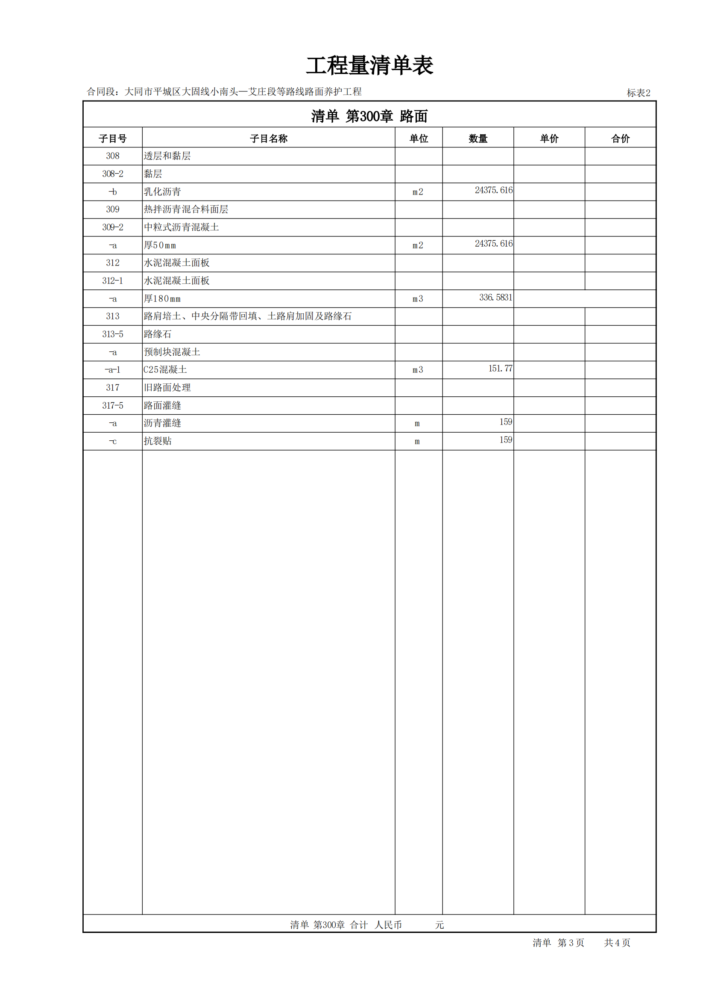 工程量清单表
合同段：大同市平城区大固线小南头—艾庄段等路线路面养护工程 标表2
清单 第300章 路面
子目号 子目名称 单位 数量 单价 合价
308 透层和黏层
308-2 黏层
-b 乳化沥青 m2 24375.616
309 热拌沥青混合料面层
309-2 中粒式沥青混凝土
-a 厚50mm m2 24375.616
312 水泥混凝土面板
312-1 水泥混凝土面板
-a 厚180mm m3 336.5831
313 路肩培土、中央分隔带回填、土路肩加固及路缘石
313-5 路缘石
-a 预制块混凝土
-a-1 C25混凝土 m3 151.77
317 旧路面处理
317-5 路面灌缝
-a 沥青灌缝 m 159
-c 抗裂贴 m 159
清单 第300章 合计 人民币 元
清单 第3页 共4页